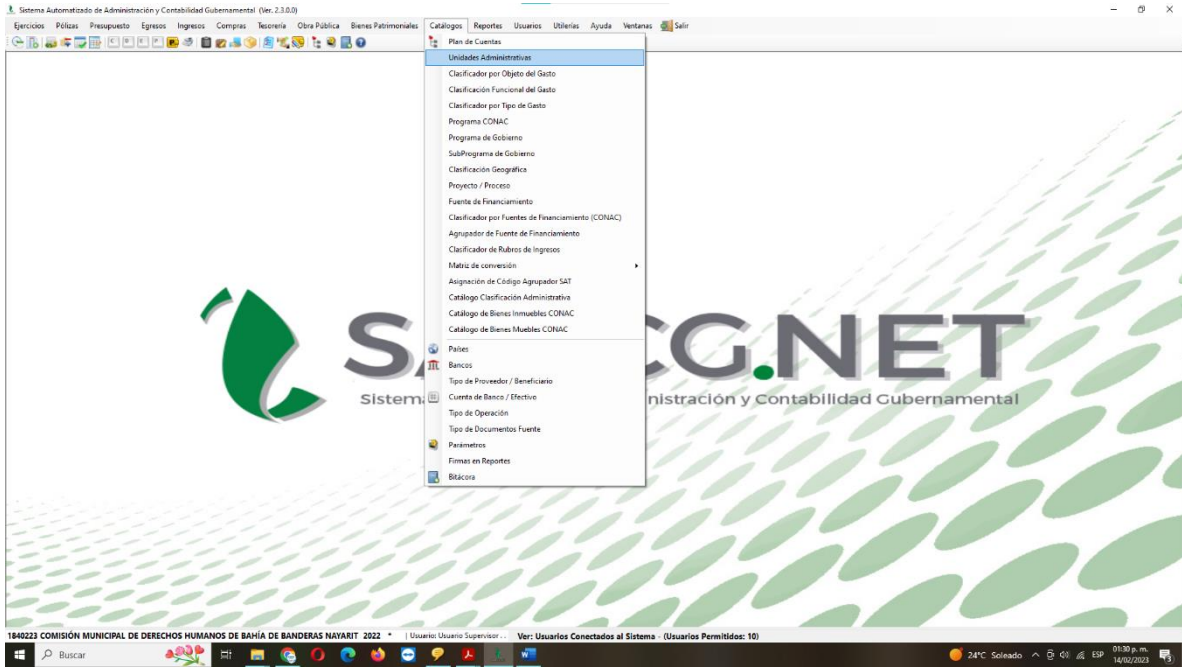 Sistema Automatizado de Administración y Contabilidad Gubernamental (Ver. 2.3.0.0)
Ejercicios Pólizas Presupuesto Egresos Ingresos Compras Tesorería Obra Pública Bienes Patrimoniales Catálogos Reportes Usuarios Utilerías Ayuda Ventanas Salir
Plan de Cuentas
Unidades Administrativas
Clasificador por Objeto del Gasto
Clasificación Funcional del Gasto
Clasificador por Tipo de Gasto
Programa CONAC
Programa de Gobierno
SubPrograma de Gobierno
Clasificación Geográfica
Proyecto / Proceso
Fuente de Financiamiento
Clasificador por Fuentes de Financiamiento (CONAC)
Agrupador de Fuente de Financiamiento
Clasificador de Rubros de Ingresos
Matriz de conversión
Asignación de Código Agrupador SAT
Catálogo Clasificación Administrativa
Catálogo de Bienes Inmuebles CONAC
Catálogo de Bienes Muebles CONAC
Países
Bancos
Tipo de Proveedor / Beneficiario
Cuenta de Banco / Efectivo
Tipo de Operación
Tipo de Documentos Fuente
Parámetros
Firmas en Reportes
Bitácora
S CG.NET
Sistema nistración y Contabilidad Gubernamental
1840223 COMISIÓN MUNICIPAL DE DERECHOS HUMANOS DE BAHÍA DE BANDERAS NAYARIT 2022 * | Usuario: Usuario Supervisor . . Ver: Usuarios Conectados al Sistema - (Usuarios Permitidos: 10)
Buscar 24°C Soleado ESP 01:30 p. m.
14/02/2023